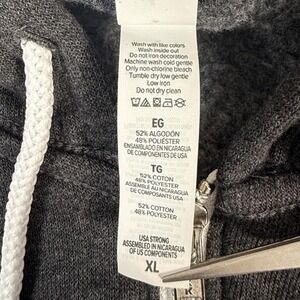 Wash with like colors
Wash inside out
Do not iron decoration
Machine wash cold gentle
Only non-chlorine bleach
Tumble dry low gentle
Low iron
Do not dry clean
EG
52% ALGODÓN
48% POLIÉSTER
ENSAMBLADO EN NICARAGUA
DE COMPONENTES DE USA
TG
52% COTON
48% POLYESTER
ASSEMBLÉ AU NICARAGUA
DE COMPOSANTS USA
52% COTTON
48% POLYESTER
USA STRONG
ASSEMBLED IN NICARAGUA
OF US COMPONENTS
XL